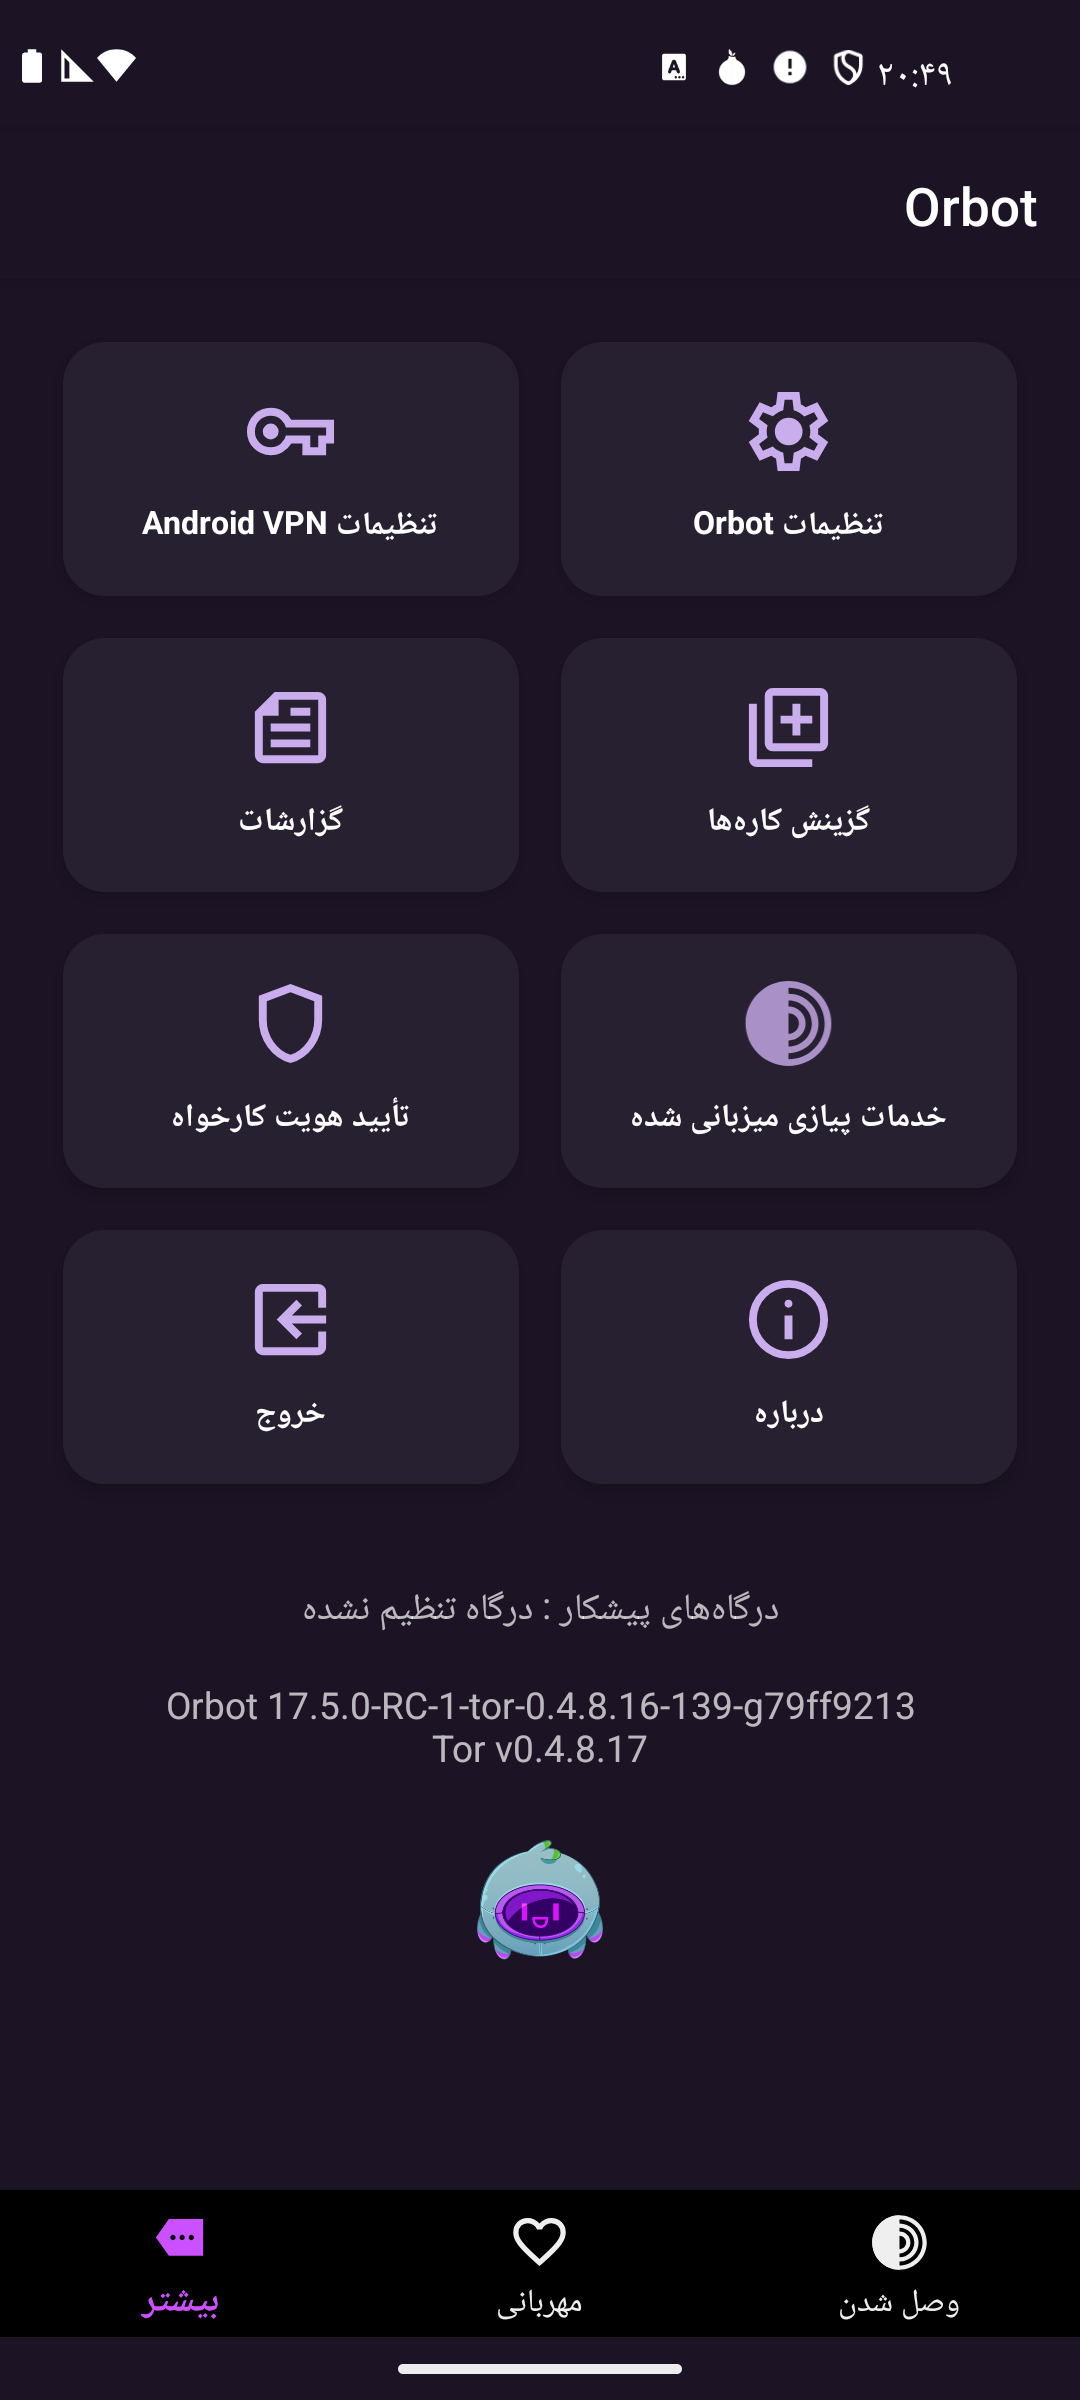 ۲۰:۴۹
Orbot
تنظیمات Orbot
تنظیمات Android VPN
گزینش کاره‌ها
گزارشات
خدمات پیازی میزبانی شده
تأیید هویت کارخواه
درباره
خروج
درگاه‌های پیشکار : درگاه تنظیم نشده
Orbot 17.5.0-RC-1-tor-0.4.8.16-139-g79ff9213
Tor v0.4.8.17
وصل شدن
مهربانی
بیشتر